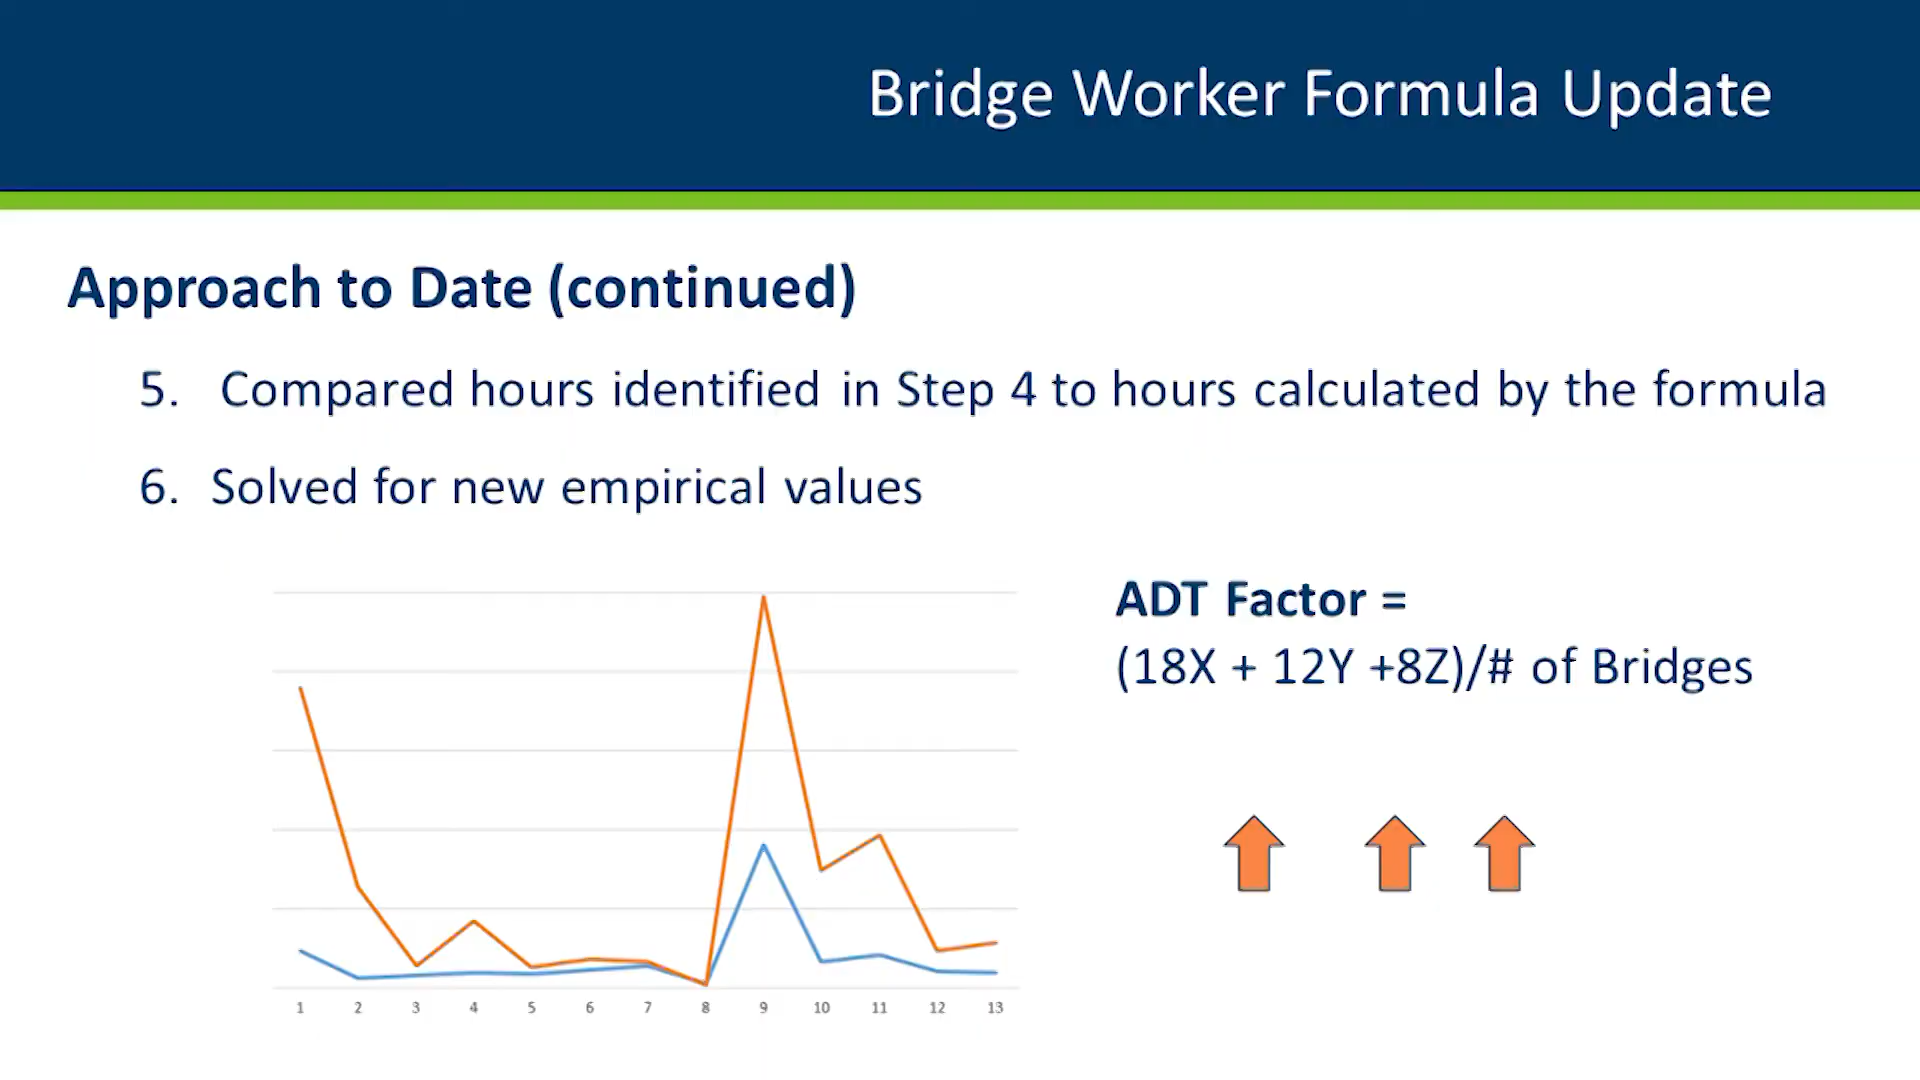 Bridge Worker Formula Update
Approach to Date (continued)
5. Compared hours identified in Step 4 to hours calculated by the formula
6. Solved for new empirical values
ADT Factor =
(18X + 12Y +8Z)/# of Bridges
1 2 3 4 5 6 7 8 9 10 11 12 13